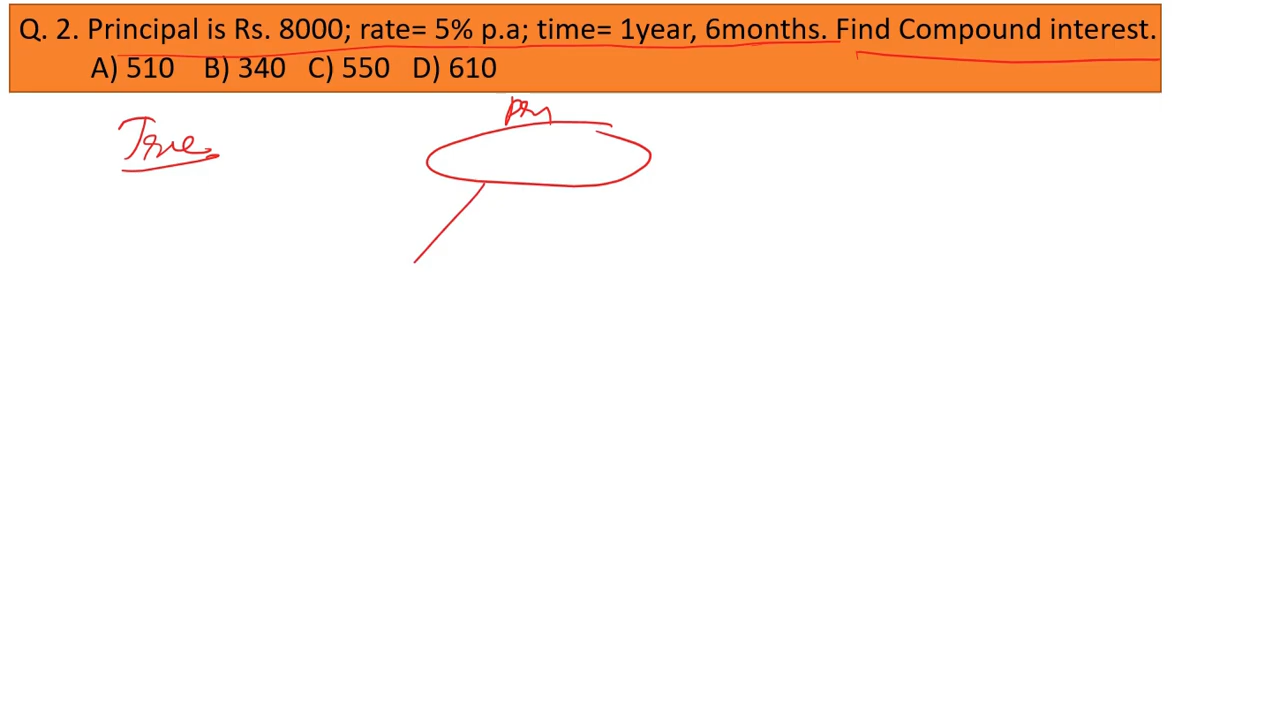 Q. 2. Principal is Rs. 8000; rate= 5% p.a; time= 1year, 6months. Find Compound interest.
A) 510 B) 340 C) 550 D) 610